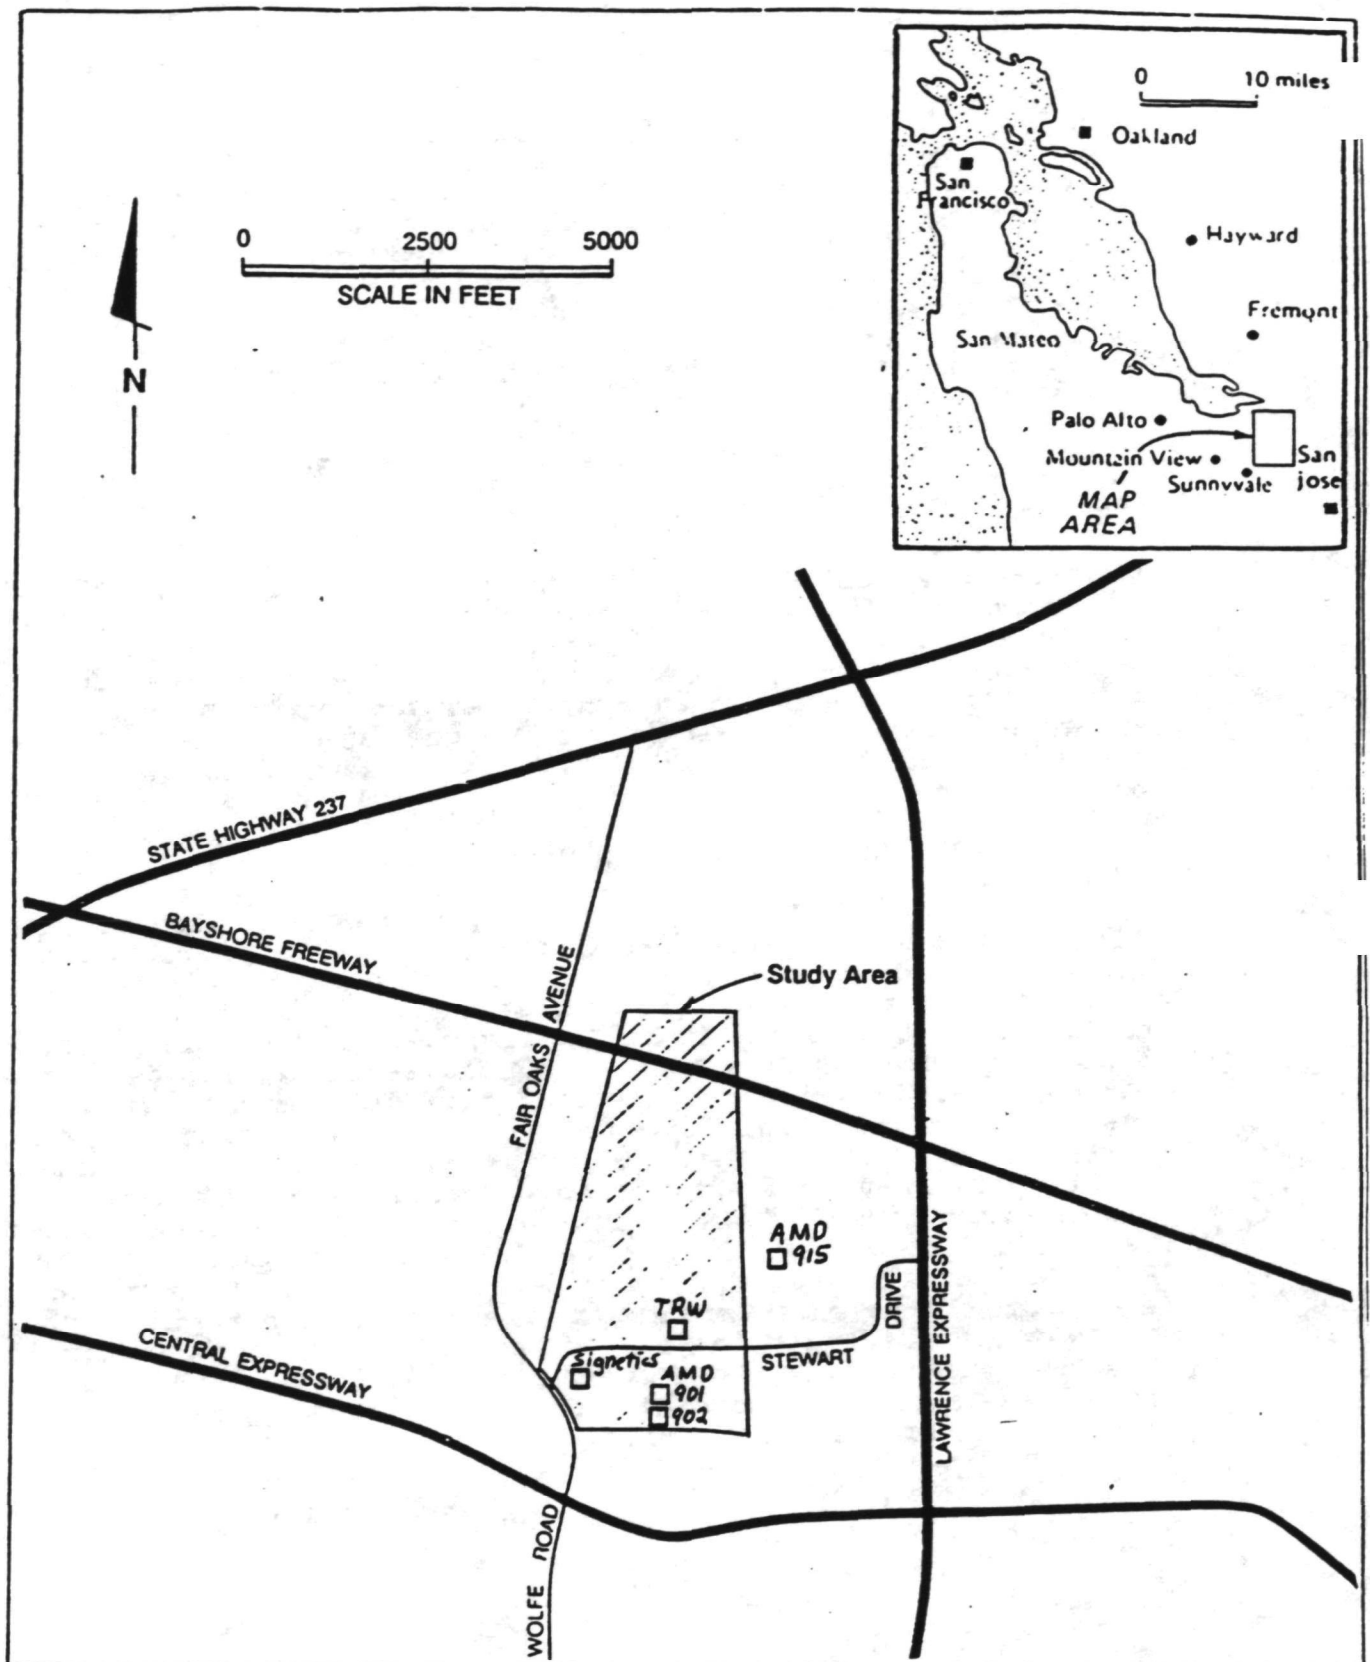 0 10 miles
Oakland
San
Francisco
Hayward
Fremont
San Mateo
Palo Alto
Mountain View
Sunnyvale
San
Jose
MAP
AREA
0 2500 5000
SCALE IN FEET
N
STATE HIGHWAY 237
BAYSHORE FREEWAY
FAIR OAKS AVENUE
Study Area
AMD
915
TRW
DRIVE
STEWART
LAWRENCE EXPRESSWAY
Signetics
AMD
901
902
CENTRAL EXPRESSWAY
WOLFE ROAD